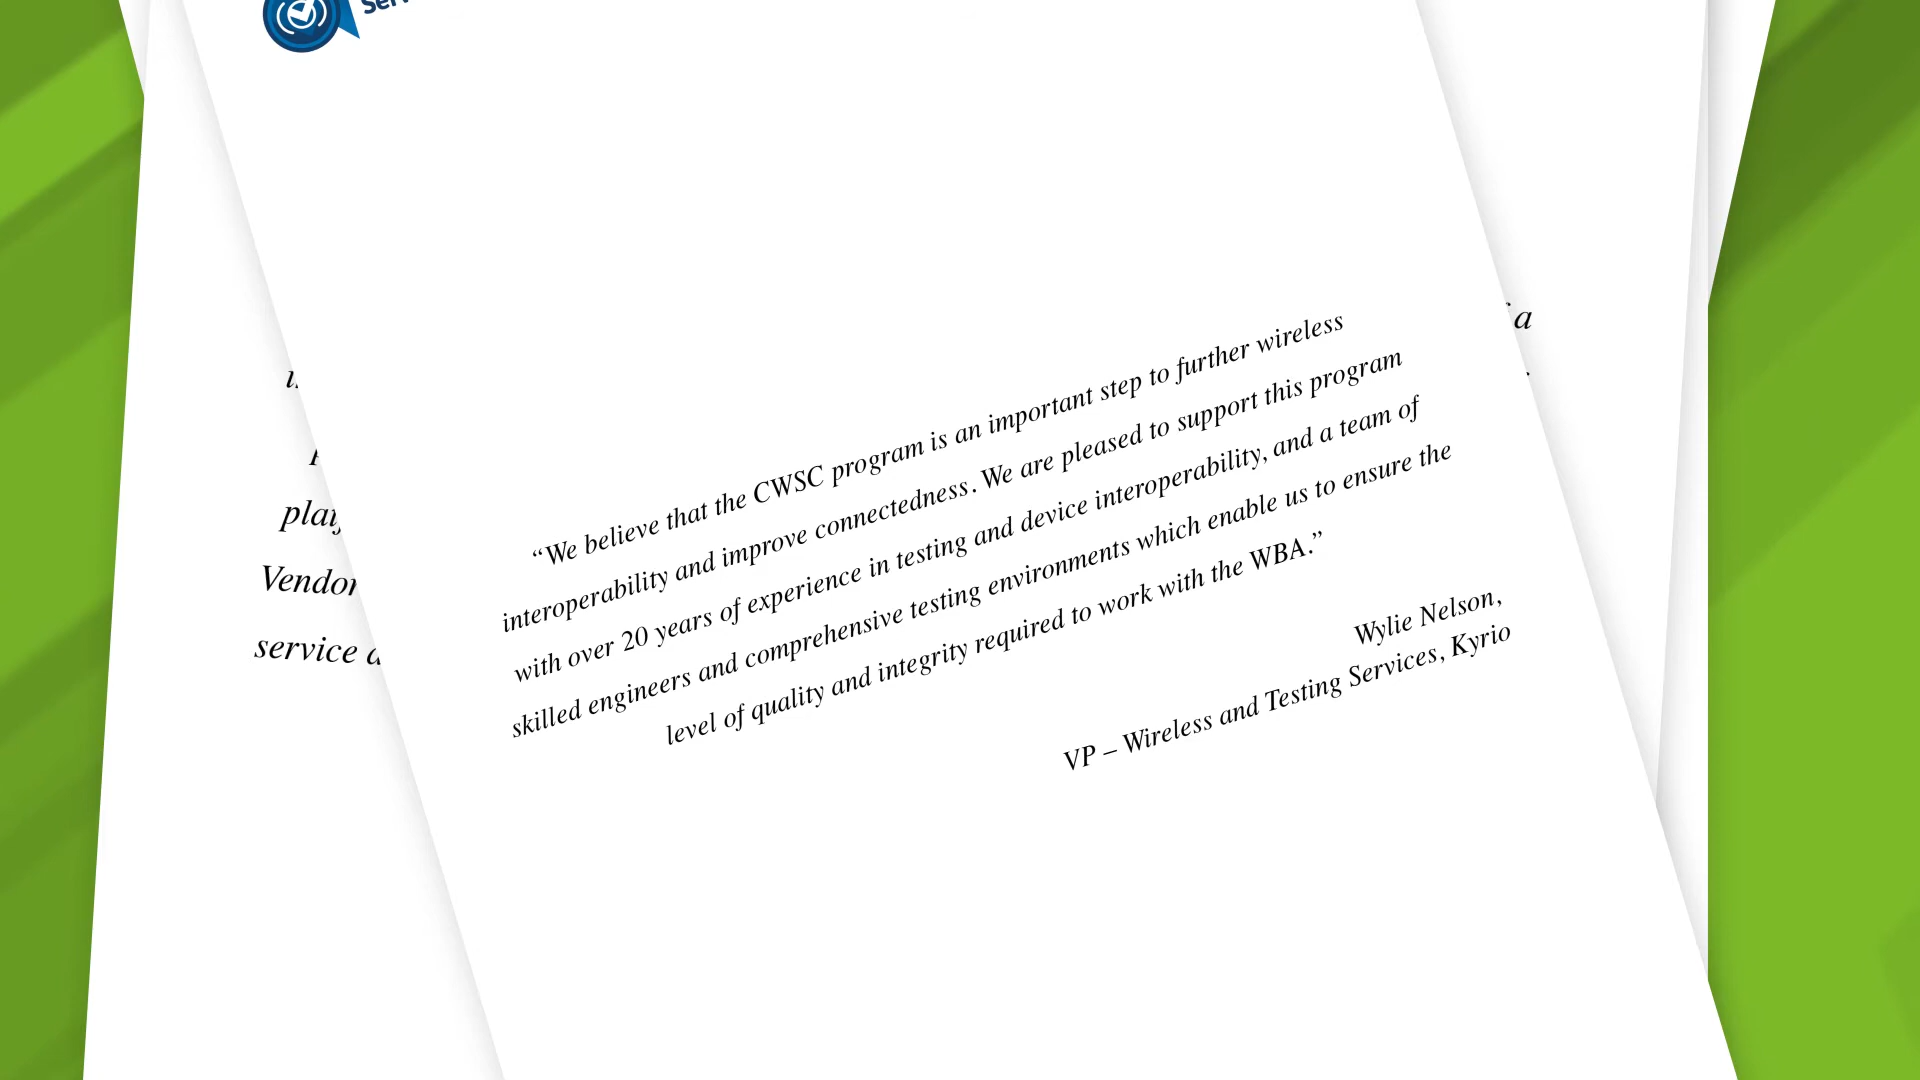 “We believe that the CWSC program is an important step to further wireless
interoperability and improve connectedness. We are pleased to support this program
with over 20 years of experience in testing and device interoperability, and a team of
skilled engineers and comprehensive testing environments which enable us to ensure the
level of quality and integrity required to work with the WBA.”
Wylie Nelson,
VP – Wireless and Testing Services, Kyrio
a
Vendor
service